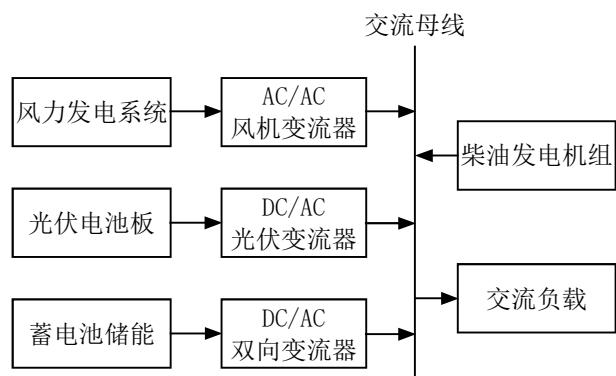 交流母线
风力发电系统
AC/AC
风机变流器
柴油发电机组
光伏电池板
DC/AC
光伏变流器
交流负载
蓄电池储能
DC/AC
双向变流器